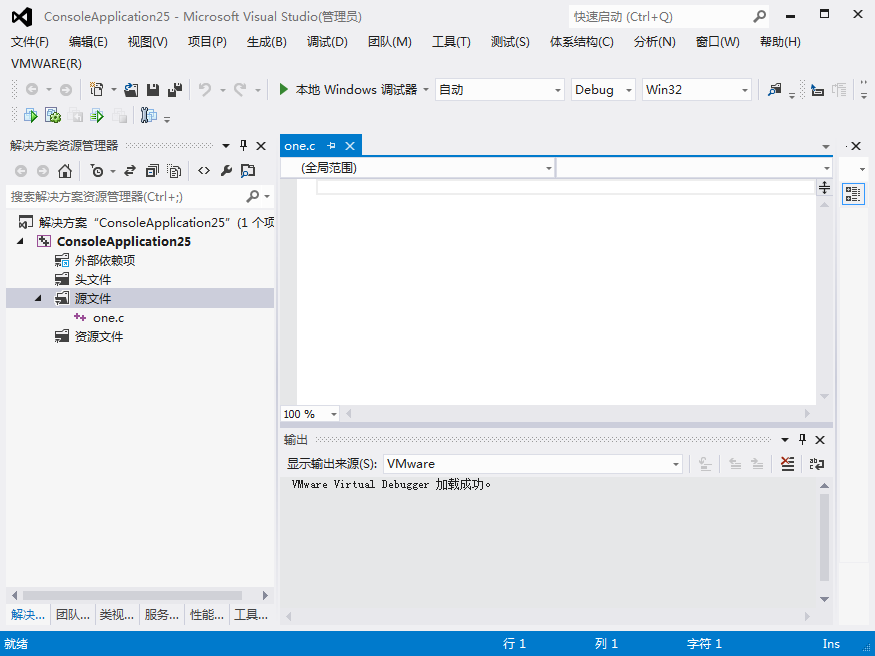 ConsoleApplication25 - Microsoft Visual Studio(管理员)
快速启动 (Ctrl+Q)
文件(F) 编辑(E) 视图(V) 项目(P) 生成(B) 调试(D) 团队(M) 工具(T) 测试(S) 体系结构(C) 分析(N) 窗口(W) 帮助(H)
VMWARE(R)
本地 Windows 调试器 自动 Debug Win32
解决方案资源管理器
one.c
(全局范围)
搜索解决方案资源管理器(Ctrl+;)
解决方案 “ConsoleApplication25” (1 个项
ConsoleApplication25
外部依赖项
头文件
源文件
one.c
资源文件
100 %
输出
显示输出来源(S): VMware
VMware Virtual Debugger 加载成功。
解决... 团队... 类视... 服务... 性能... 工具...
就绪 行 1 列 1 字符 1 Ins